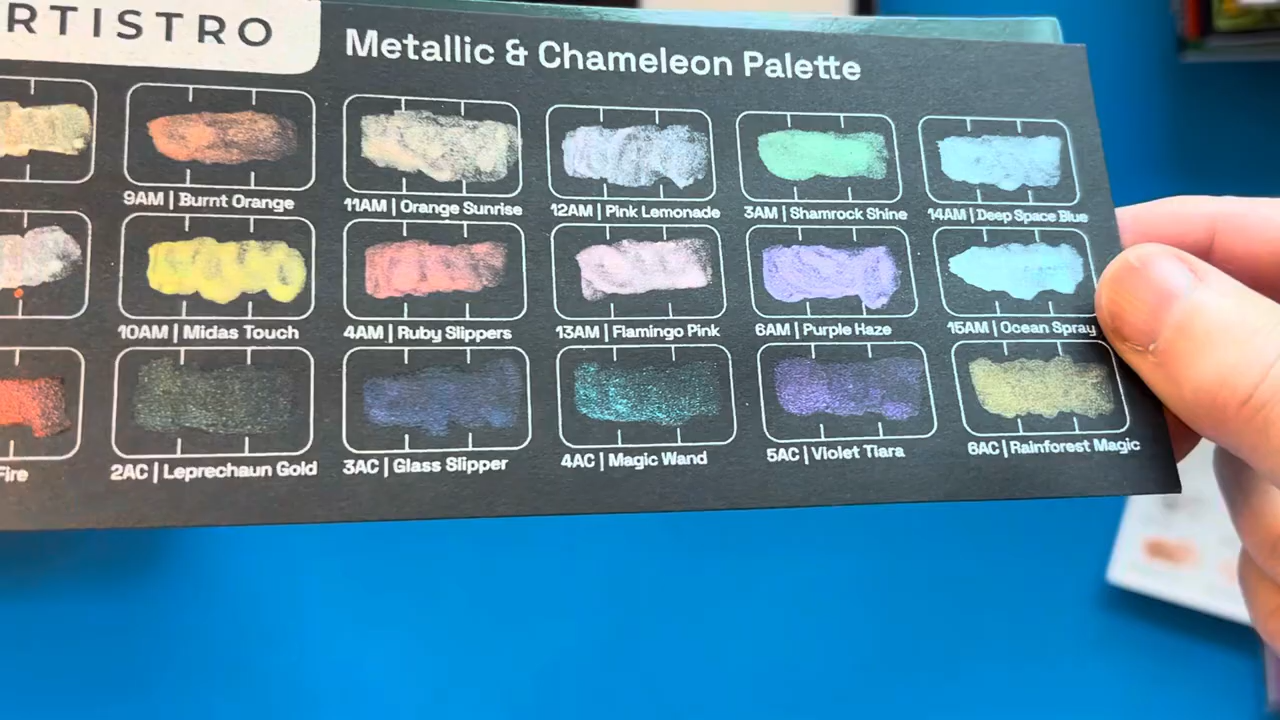 RTISTRO
Metallic & Chameleon Palette
9AM | Burnt Orange
11AM | Orange Sunrise
12AM | Pink Lemonade
3AM | Shamrock Shine
14AM | Deep Space Blue
10AM | Midas Touch
4AM | Ruby Slippers
13AM | Flamingo Pink
6AM | Purple Haze
15AM | Ocean Spray
Fire
2AC | Leprechaun Gold
3AC | Glass Slipper
4AC | Magic Wand
5AC | Violet Tiara
6AC | Rainforest Magic